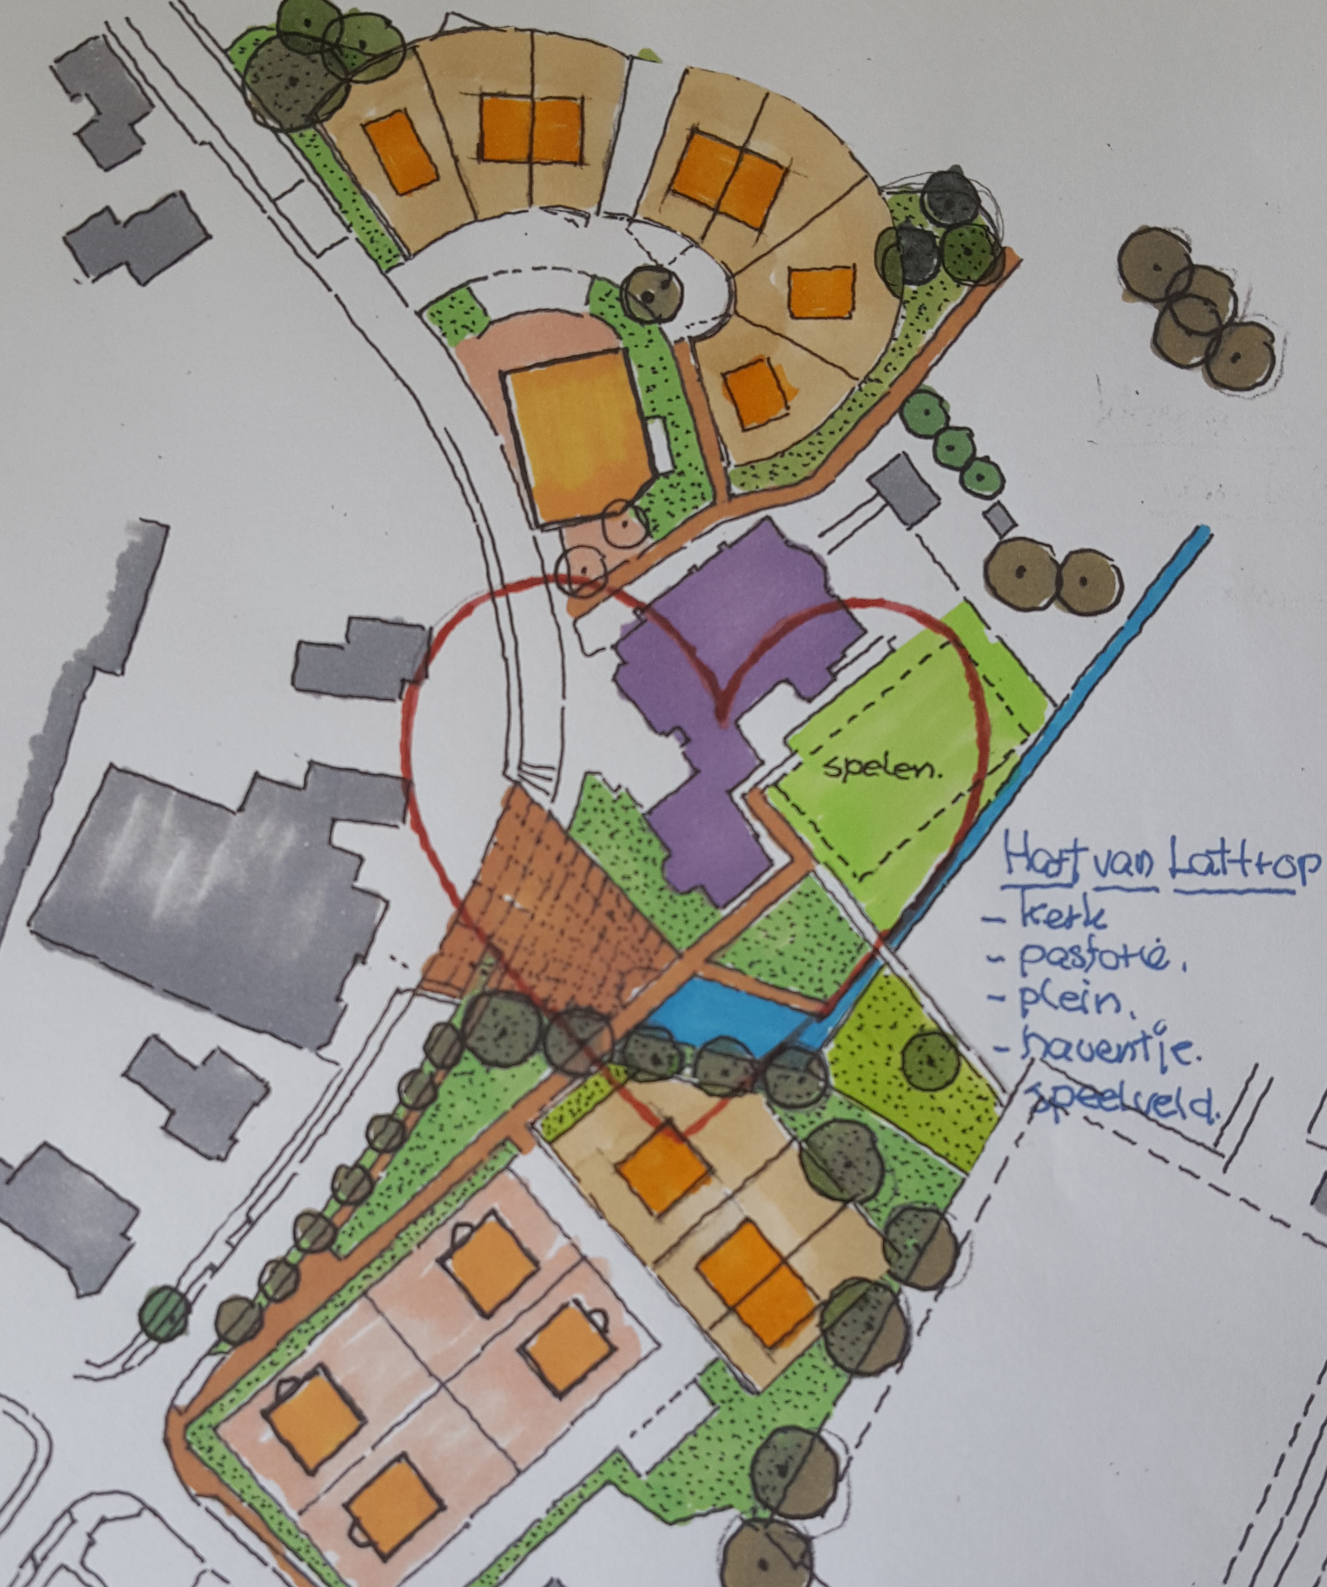 spelen.
Hart van Lattrop
- kerk
- pastorie.
- plein.
- haventje.
speelveld.